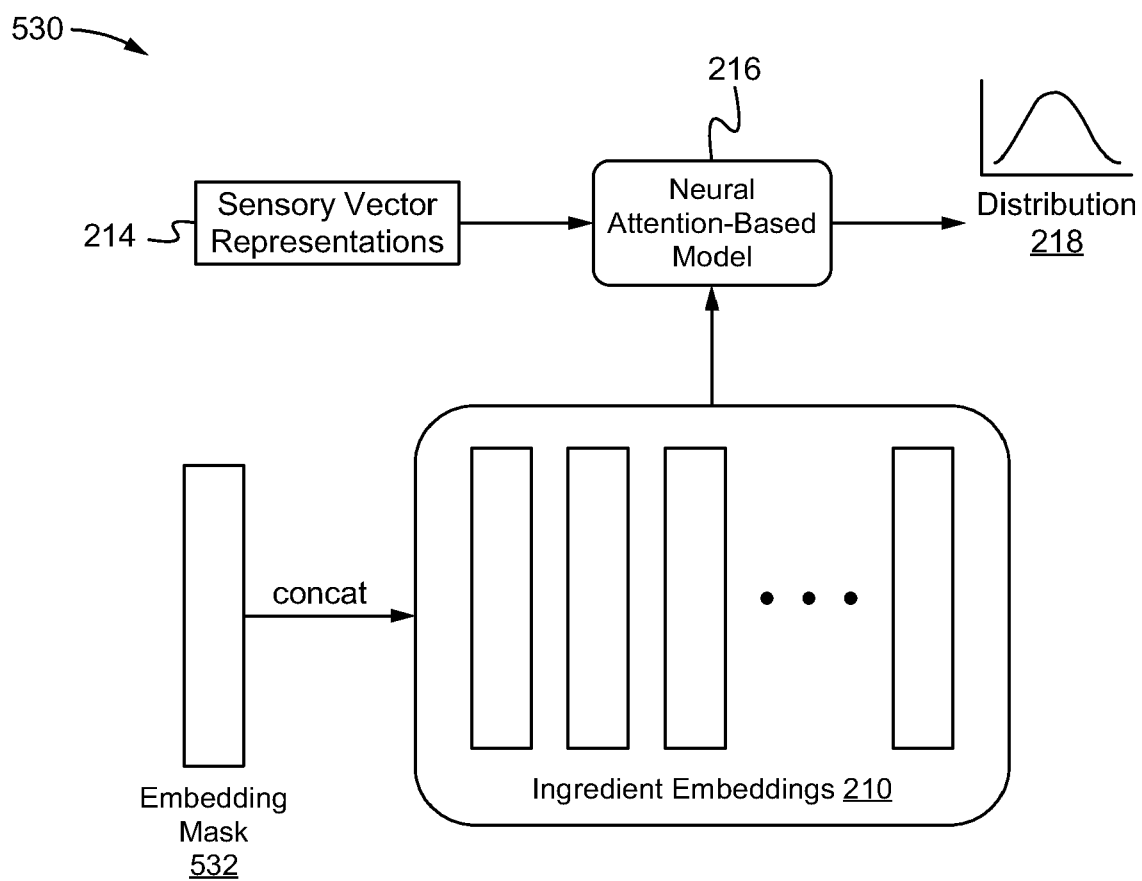 530
216
214
Sensory Vector
Representations
Neural
Attention-Based
Model
Distribution
218
concat
Embedding
Mask
532
Ingredient Embeddings 210